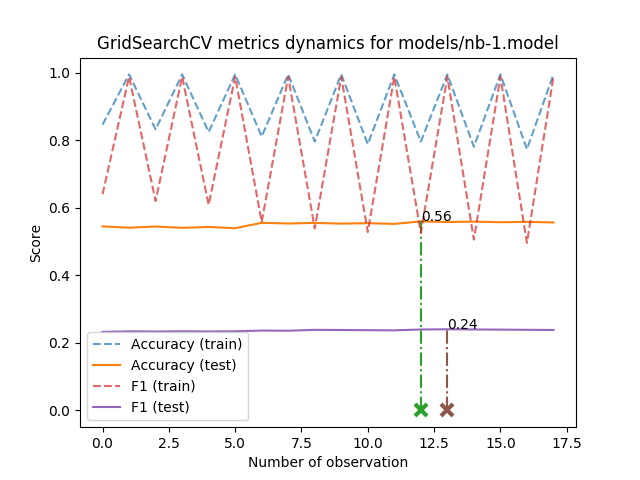 GridSearchCV metrics dynamics for models/nb-1.model
1.0
0.8
0.6
0.4
0.2
0.0
Score
0.56
0.24
Accuracy (train)
Accuracy (test)
F1 (train)
F1 (test)
0.0 2.5 5.0 7.5 10.0 12.5 15.0 17.5
Number of observation